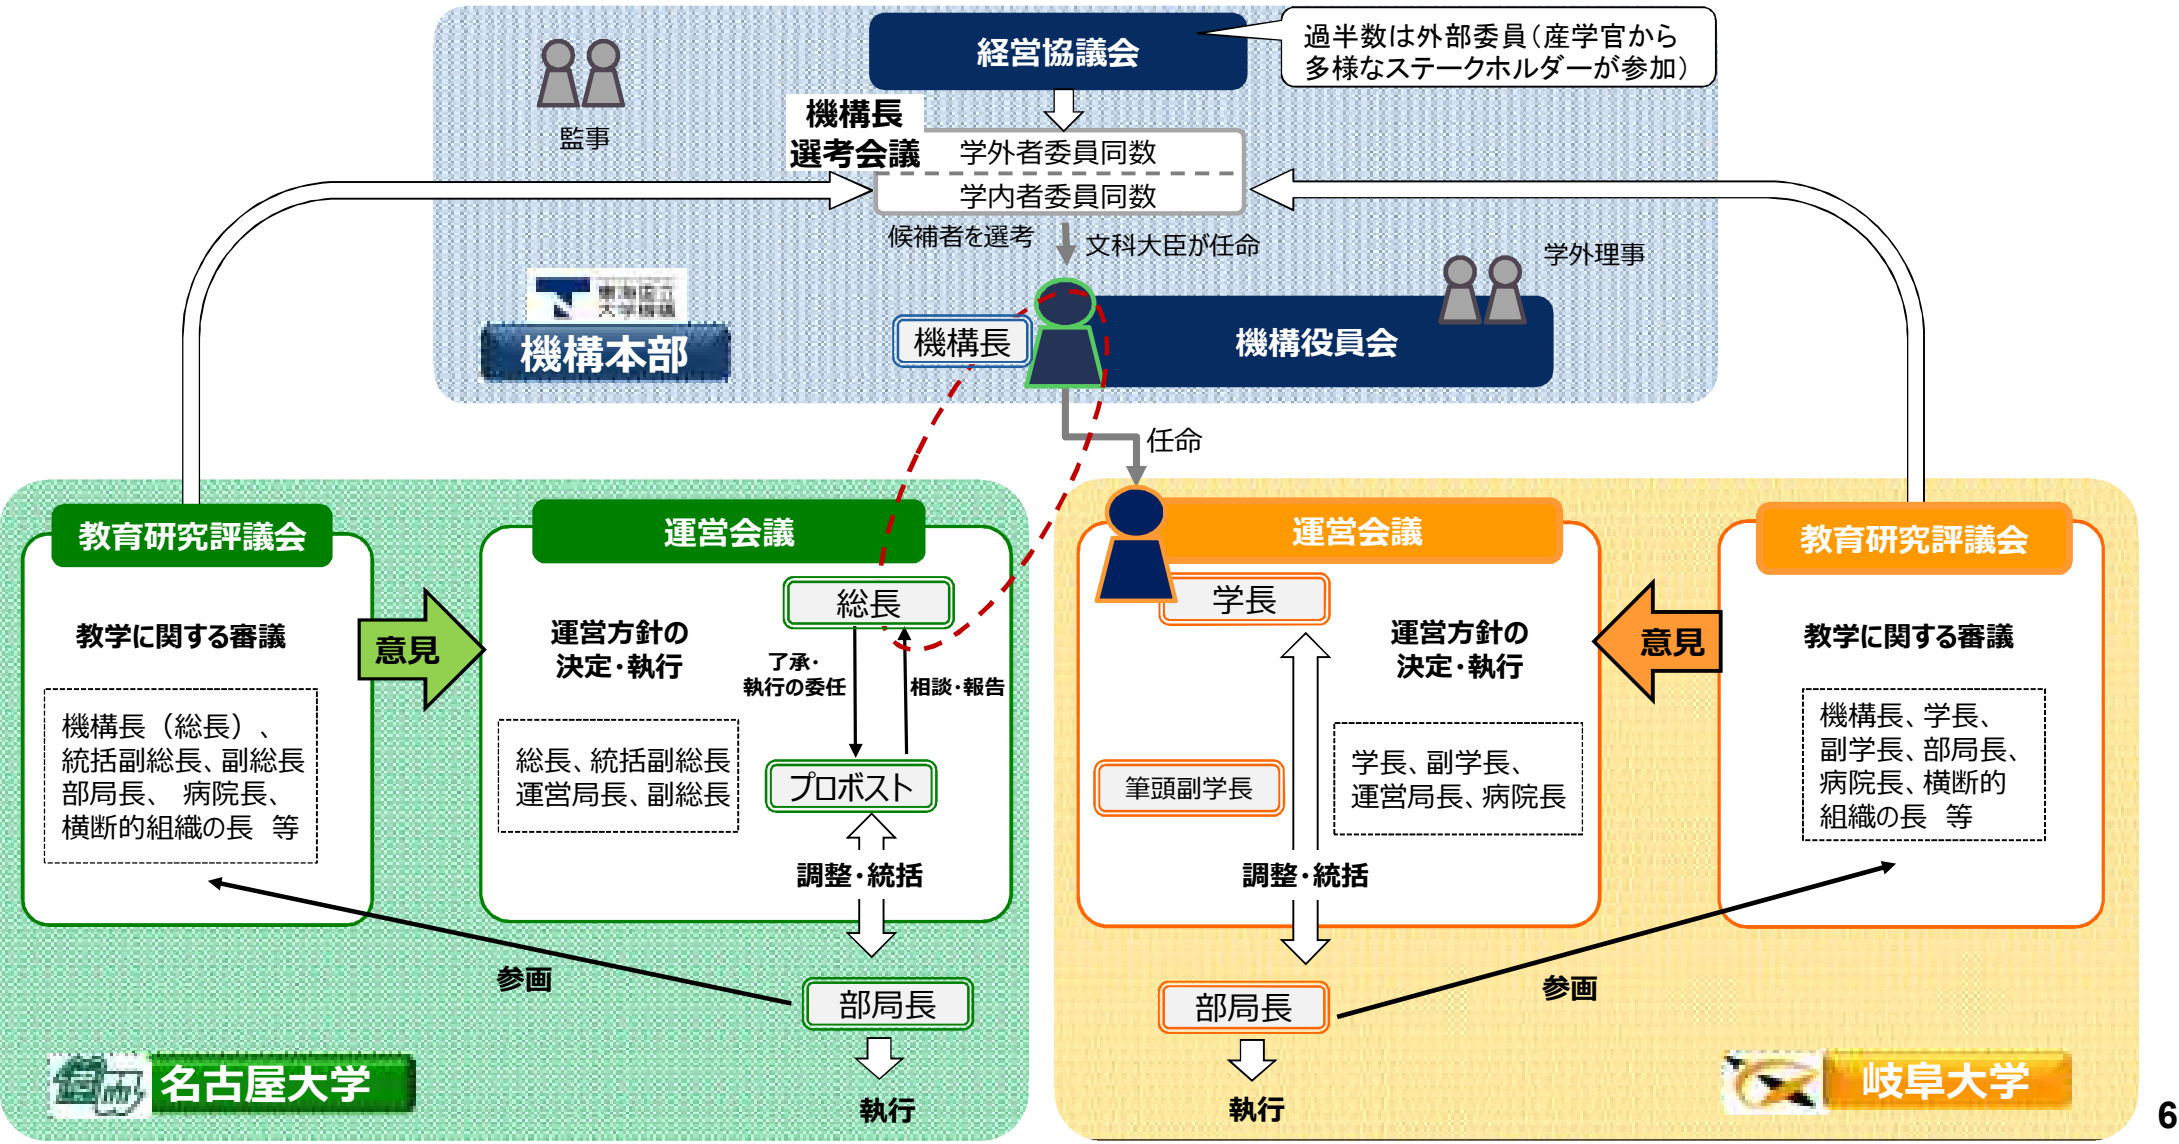 経営協議会
過半数は外部委員（産学官から
多様なステークホルダーが参加）
監事
機構長
選考会議
学外者委員同数
学内者委員同数
候補者を選考
文科大臣が任命
学外理事
東海国立
大学機構
機構本部
機構長
機構役員会
任命
教育研究評議会
教学に関する審議
機構長（総長）、
統括副総長、副総長
部局長、 病院長、
横断的組織の長 等
意見
運営会議
総長
運営方針の
決定・執行
了承・
執行の委任
相談・報告
総長、統括副総長
運営局長、副総長
プロボスト
調整・統括
参画
部局長
執行
名古屋大学
運営会議
学長
運営方針の
決定・執行
筆頭副学長
学長、副学長、
運営局長、病院長
調整・統括
意見
教育研究評議会
教学に関する審議
機構長、学長、
副学長、部局長、
病院長、横断的
組織の長 等
参画
部局長
執行
岐阜大学
6